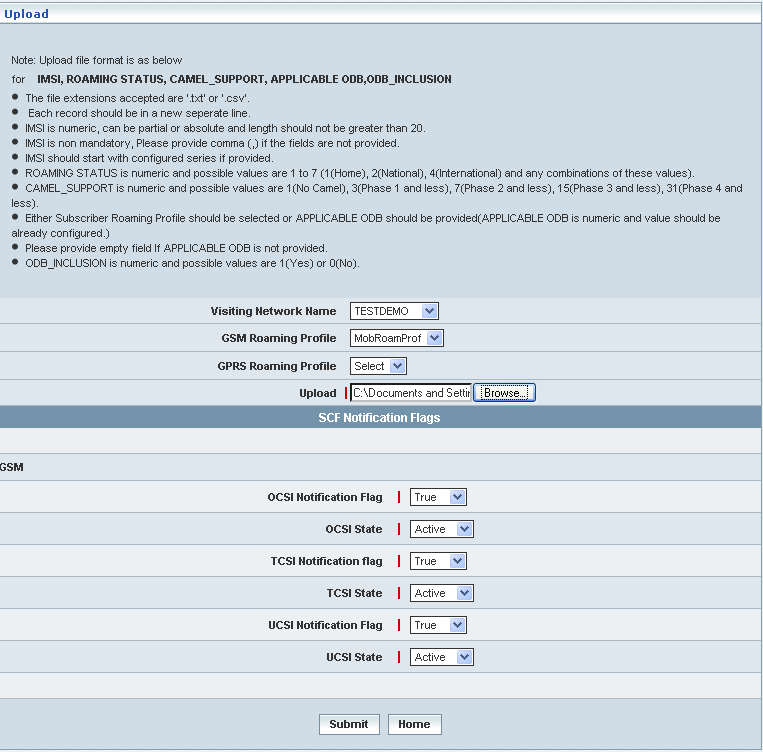 Upload
Note: Upload file format is as below
for IMSI, ROAMING STATUS, CAMEL_SUPPORT, APPLICABLE ODB,ODB_INCLUSION
• The file extensions accepted are '.txt' or '.csv'.
• Each record should be in a new seperate line.
• IMSI is numeric, can be partial or absolute and length should not be greater than 20.
• IMSI is non mandatory, Please provide comma (,) if the fields are not provided.
• IMSI should start with configured series if provided.
• ROAMING STATUS is numeric and possible values are 1 to 7 (1(Home), 2(National), 4(International) and any combinations of these values).
• CAMEL_SUPPORT is numeric and possible values are 1(No Camel), 3(Phase 1 and less), 7(Phase 2 and less), 15(Phase 3 and less), 31(Phase 4 and
less).
• Either Subscriber Roaming Profile should be selected or APPLICABLE ODB should be provided(APPLICABLE ODB is numeric and value should be
already configured.)
• Please provide empty field If APPLICABLE ODB is not provided.
• ODB_INCLUSION is numeric and possible values are 1(Yes) or 0(No).
Visiting Network Name TESTDEMO
GSM Roaming Profile MobRoamProf
GPRS Roaming Profile Select
Upload C:\Documents and Settin Browse...
SCF Notification Flags
GSM
OCSI Notification Flag True
OCSI State Active
TCSI Notification flag True
TCSI State Active
UCSI Notification Flag True
UCSI State Active
Submit Home